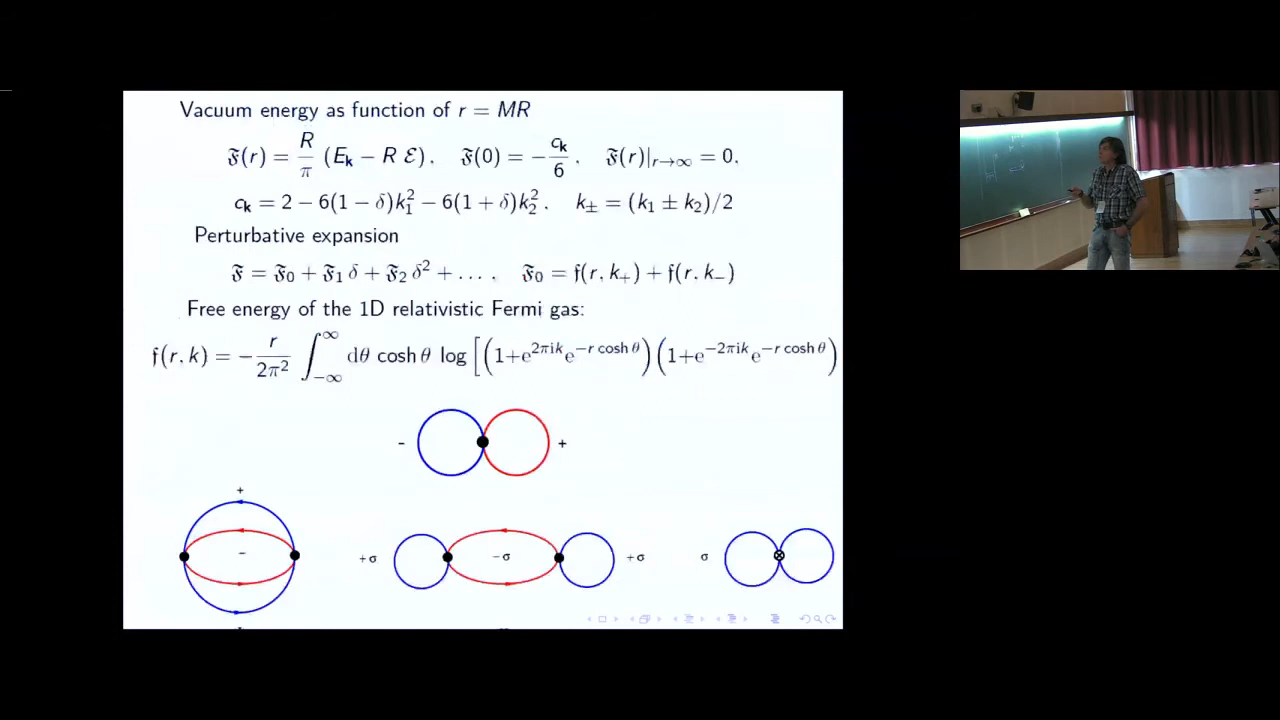 Vacuum energy as function of r = MR
𝔉(r) = R/π (E_k − R ℰ) , 𝔉(0) = − c_k/6 , 𝔉(r)|_{r→∞} = 0.
c_k = 2 − 6(1 − δ)k_1^2 − 6(1 + δ)k_2^2 , k_± = (k_1 ± k_2)/2
Perturbative expansion
𝔉 = 𝔉_0 + 𝔉_1 δ + 𝔉_2 δ^2 + . . . , 𝔉_0 = 𝔣(r, k_+) + 𝔣(r, k_−)
Free energy of the 1D relativistic Fermi gas:
𝔣(r, k) = − r/2π^2 ∫_{−∞}^{∞} dθ cosh θ log [(1+e^{2πik}e^{−r cosh θ})(1+e^{−2πik}e^{−r cosh θ})
- +
+
−
+σ −σ +σ
σ